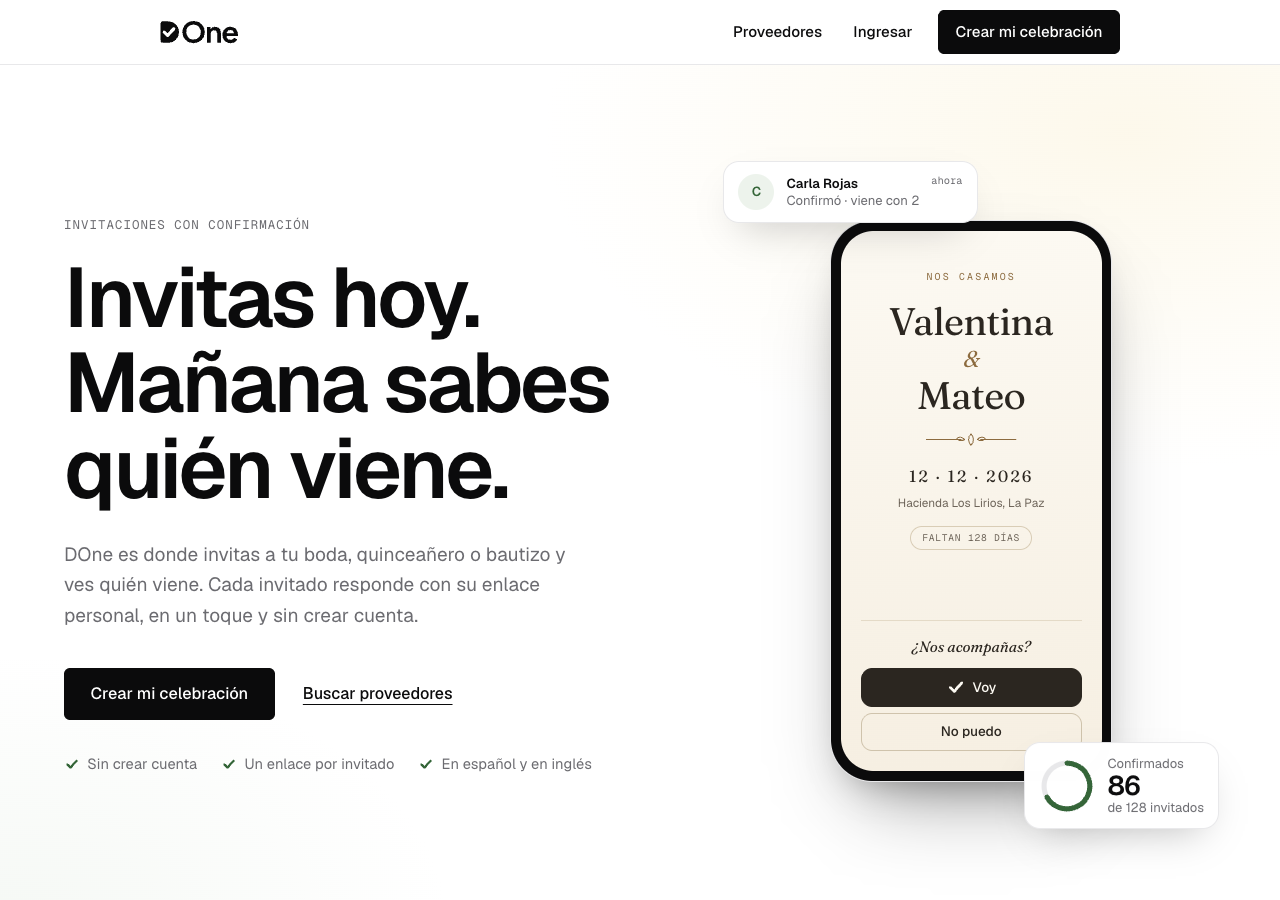 DOne
Proveedores
Ingresar
Crear mi celebración
INVITACIONES CON CONFIRMACIÓN
Invitas hoy.
Mañana sabes
quién viene.
DOne es donde invitas a tu boda, quinceañero o bautizo y
ves quién viene. Cada invitado responde con su enlace
personal, en un toque y sin crear cuenta.
Crear mi celebración
Buscar proveedores
Sin crear cuenta
Un enlace por invitado
En español y en inglés
C
Carla Rojas
ahora
Confirmó · viene con 2
NOS CASAMOS
Valentina
&
Mateo
12 · 12 · 2026
Hacienda Los Lirios, La Paz
FALTAN 128 DÍAS
¿Nos acompañas?
Voy
No puedo
Confirmados
86
de 128 invitados